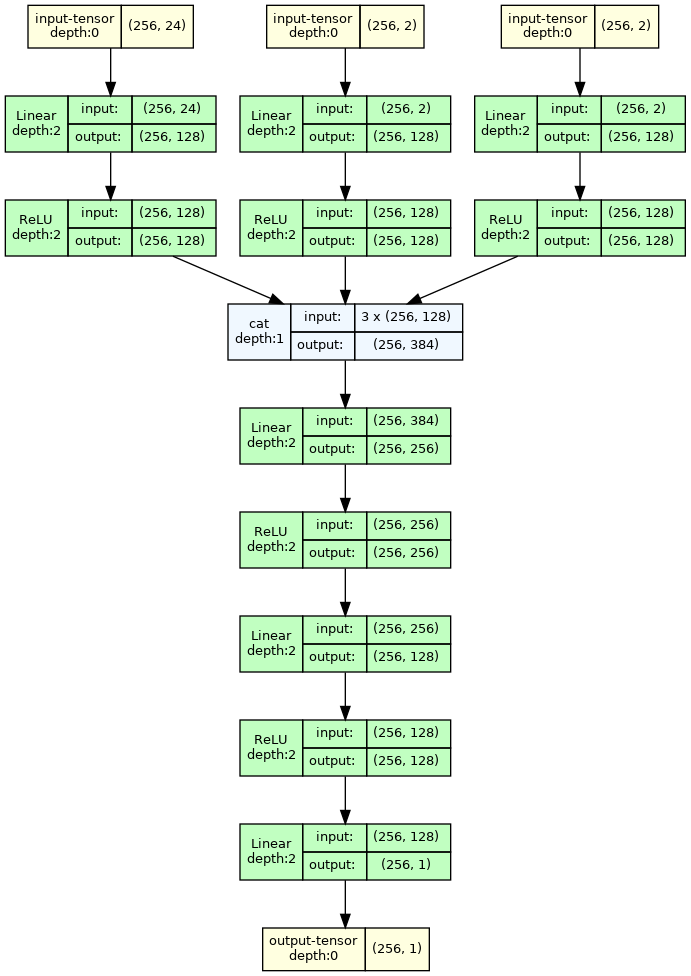 input-tensor
depth:0
(256, 24)
input-tensor
depth:0
(256, 2)
input-tensor
depth:0
(256, 2)
Linear
depth:2
input:
(256, 24)
output:
(256, 128)
Linear
depth:2
input:
(256, 2)
output:
(256, 128)
Linear
depth:2
input:
(256, 2)
output:
(256, 128)
ReLU
depth:2
input:
(256, 128)
output:
(256, 128)
ReLU
depth:2
input:
(256, 128)
output:
(256, 128)
ReLU
depth:2
input:
(256, 128)
output:
(256, 128)
cat
depth:1
input:
3 x (256, 128)
output:
(256, 384)
Linear
depth:2
input:
(256, 384)
output:
(256, 256)
ReLU
depth:2
input:
(256, 256)
output:
(256, 256)
Linear
depth:2
input:
(256, 256)
output:
(256, 128)
ReLU
depth:2
input:
(256, 128)
output:
(256, 128)
Linear
depth:2
input:
(256, 128)
output:
(256, 1)
output-tensor
depth:0
(256, 1)